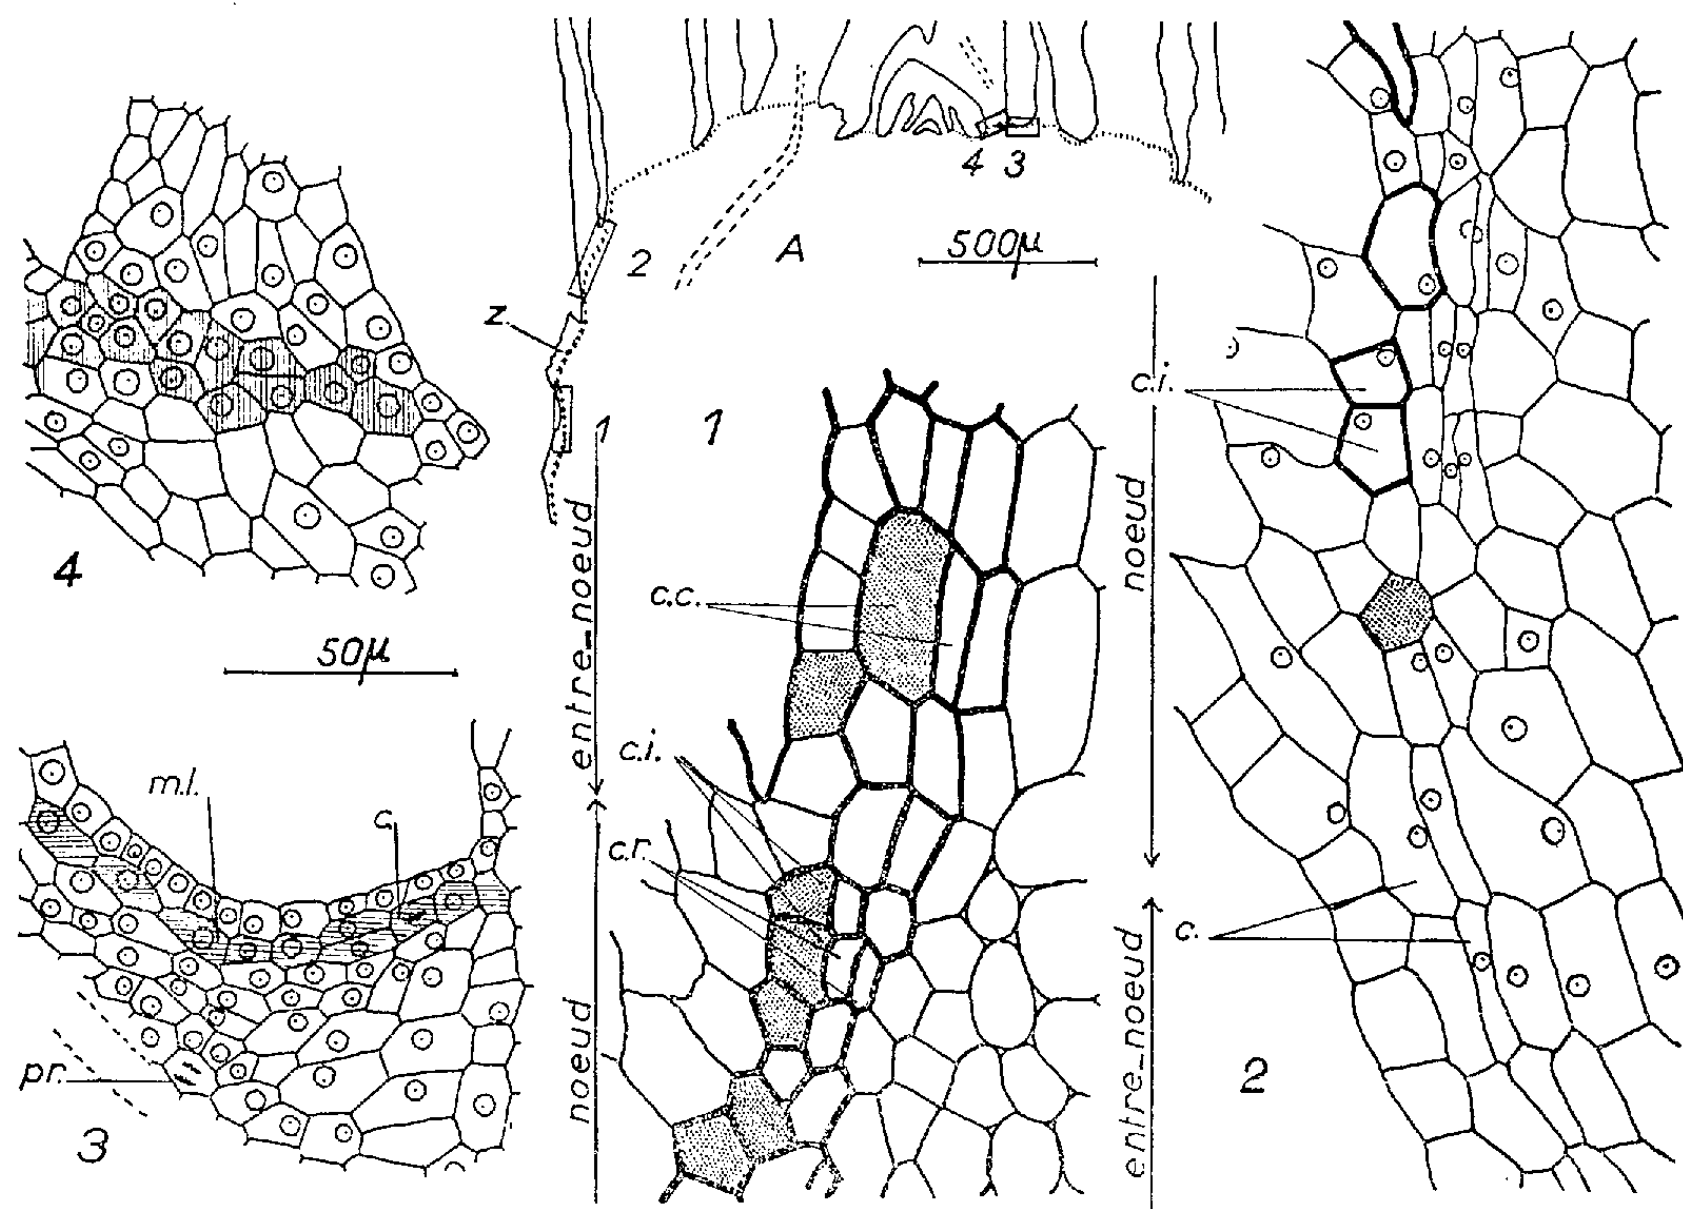 4 3
2 A 500µ
z.
1
1
c.i.
noeud
entre_noeud
c.c.
4
50µ
c.i.
m.l.
c.
c.r.
noeud
c.
entre_noeud
pr.
3
2